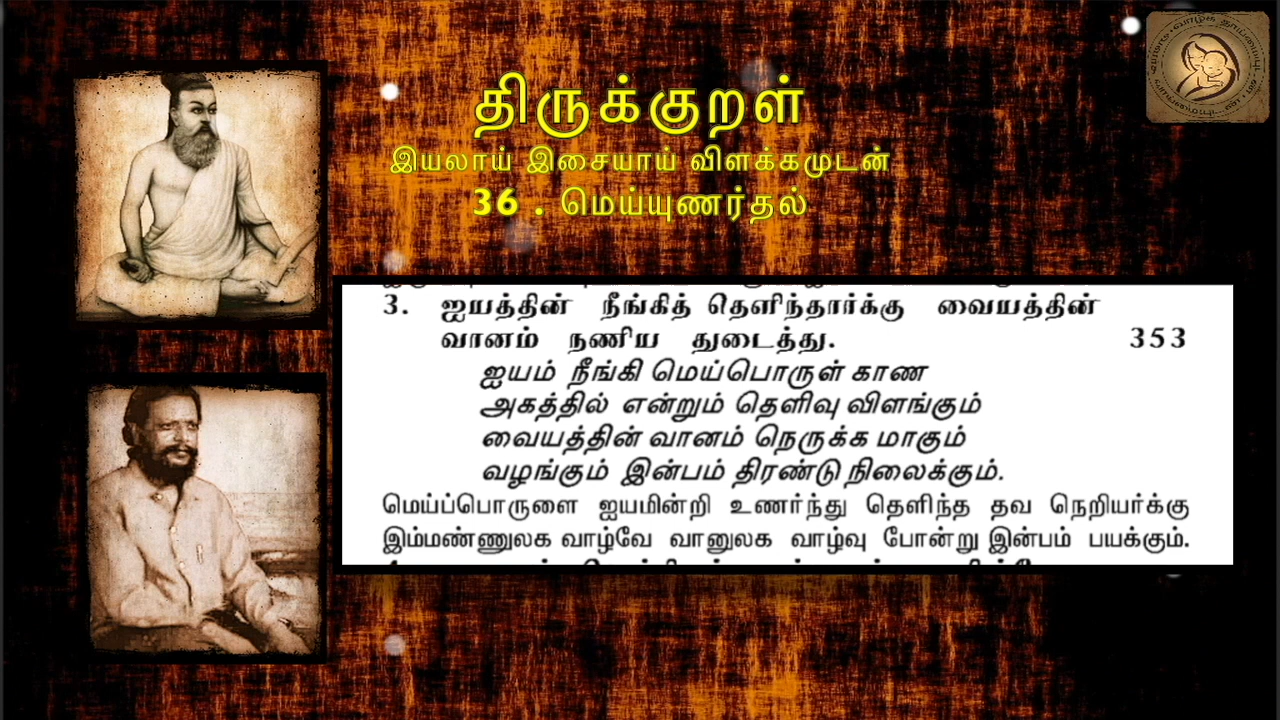 திருக்குறள்
இயலாய் இசையாய் விளக்கமுடன்
36 . மெய்யுணர்தல்
3. ஐயத்தின் நீங்கித் தெளிந்தார்க்கு வையத்தின்
வானம் நணிய துடைத்து. 353
ஐயம் நீங்கி மெய்பொருள் காண
அகத்தில் என்றும் தெளிவு விளங்கும்
வையத்தின் வானம் நெருக்க மாகும்
வழங்கும் இன்பம் திரண்டு நிலைக்கும்.
மெய்ப்பொருளை ஐயமின்றி உணர்ந்து தெளிந்த தவ நெறியர்க்கு
இம்மண்ணுலக வாழ்வே வானுலக வாழ்வு போன்று இன்பம் பயக்கும்.